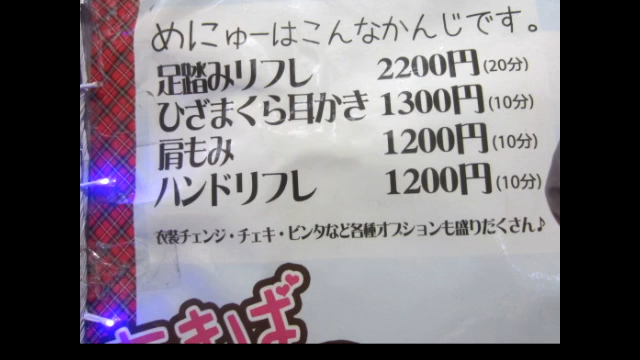 めにゅーはこんなかんじです。
足踏みリフレ 2200円(20分)
ひざまくら耳かき 1300円(10分)
肩もみ 1200円(10分)
ハンドリフレ 1200円(10分)
衣装チェンジ・チェキ・ビンタなど各種オプションも盛りだくさん♪
あきば